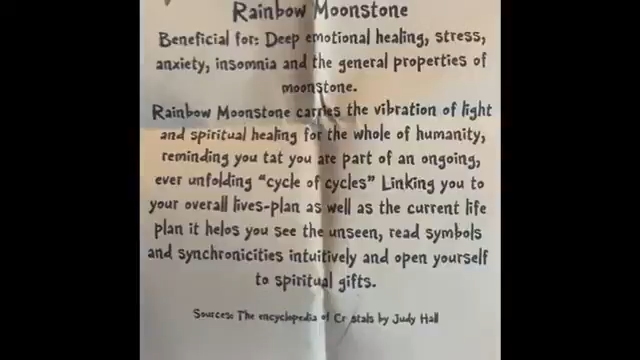 Rainbow Moonstone
Beneficial for: Deep emotional healing, stress,
anxiety, insomnia and the general properties of
moonstone.
Rainbow Moonstone carries the vibration of light
and spiritual healing for the whole of humanity,
reminding you tat you are part of an ongoing,
ever unfolding "cycle of cycles" Linking you to
your overall lives-plan as well as the current life
plan it helos you see the unseen, read symbols
and synchronicities intuitively and open yourself
to spiritual gifts.
Sources: The encyclopedia of Crystals by Judy Hall